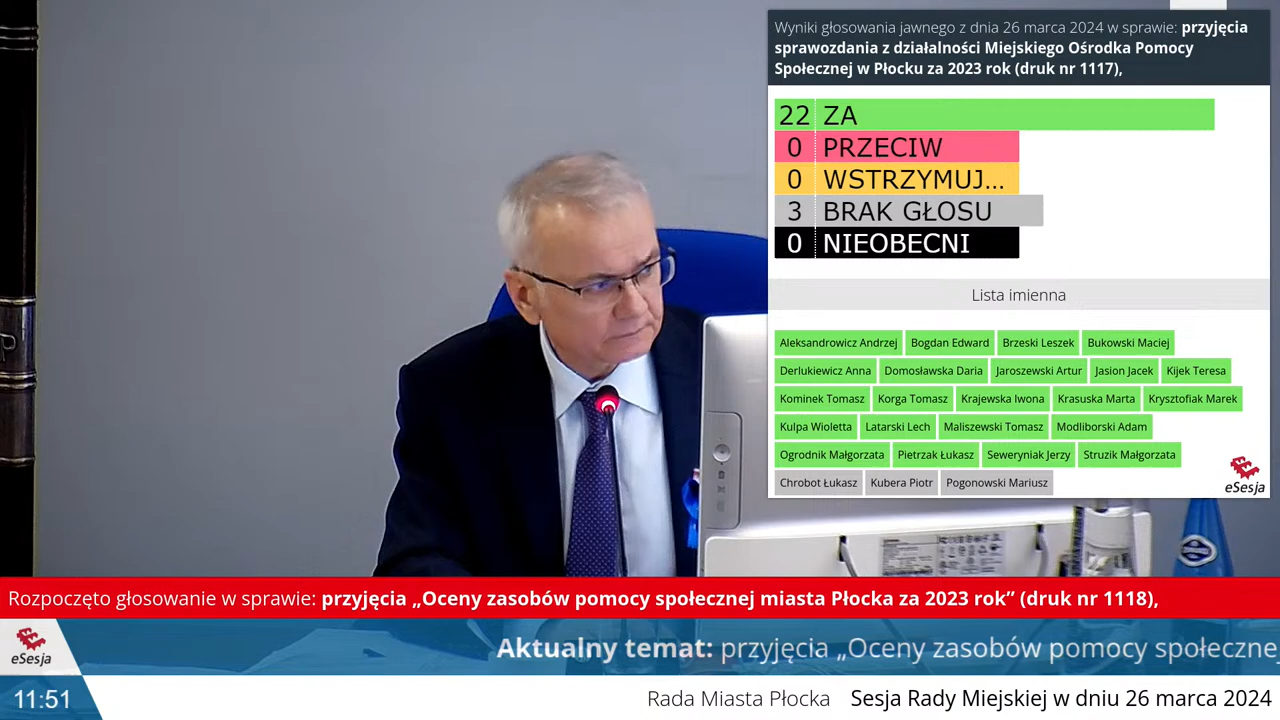 Wyniki głosowania jawnego z dnia 26 marca 2024 w sprawie: przyjęcia
sprawozdania z działalności Miejskiego Ośrodka Pomocy
Społecznej w Płocku za 2023 rok (druk nr 1117),
22 ZA
0 PRZECIW
0 WSTRZYMUJ...
3 BRAK GŁOSU
0 NIEOBECNI
Lista imienna
Aleksandrowicz Andrzej Bogdan Edward Brzeski Leszek Bukowski Maciej
Derlukiewicz Anna Domosławska Daria Jaroszewski Artur Jasion Jacek Kijek Teresa
Kominek Tomasz Korga Tomasz Krajewska Iwona Krasuska Marta Krysztofiak Marek
Kulpa Wioletta Latarski Lech Maliszewski Tomasz Modliborski Adam
Ogrodnik Małgorzata Pietrzak Łukasz Seweryniak Jerzy Struzik Małgorzata
Chrobot Łukasz Kubera Piotr Pogonowski Mariusz
eSesja
P
Rozpoczęto głosowanie w sprawie: przyjęcia „Oceny zasobów pomocy społecznej miasta Płocka za 2023 rok” (druk nr 1118),
eSesja
Aktualny temat: przyjęcia „Oceny zasobów pomocy społecznej
11:51
Rada Miasta Płocka Sesja Rady Miejskiej w dniu 26 marca 2024